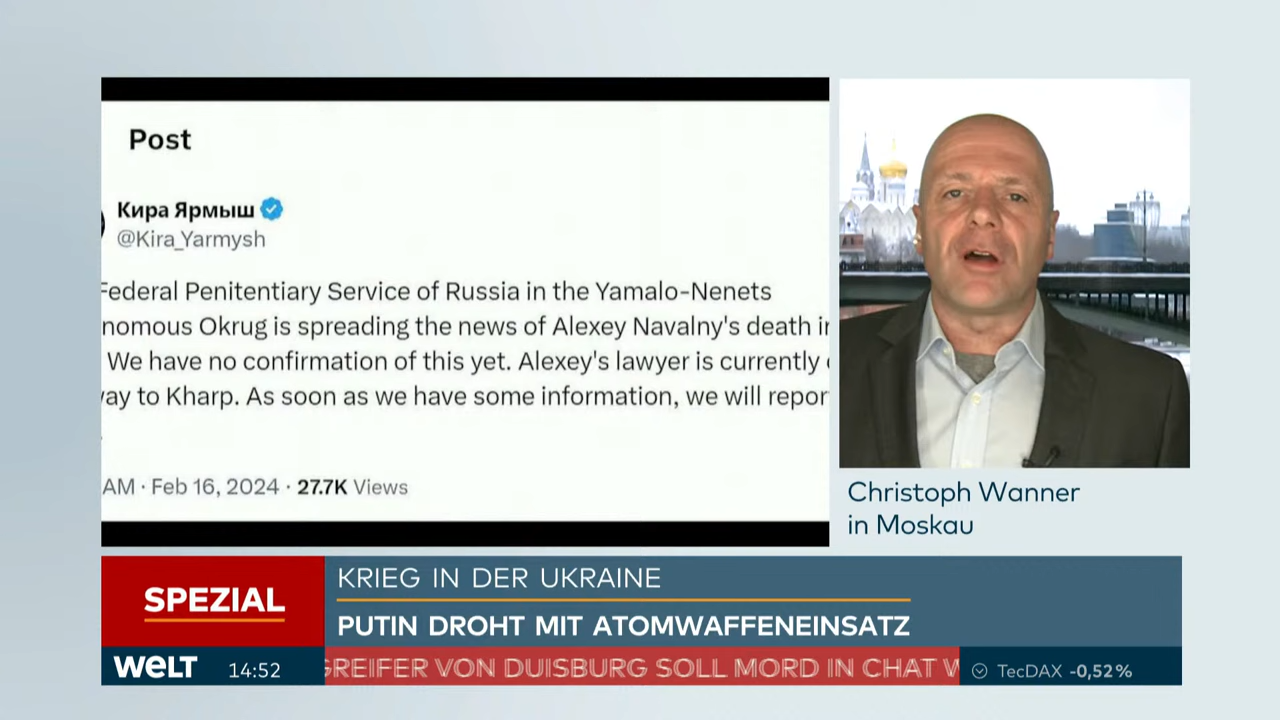 Post
Кира Ярмыш
@Kira_Yarmysh
Federal Penitentiary Service of Russia in the Yamalo-Nenets
nomous Okrug is spreading the news of Alexey Navalny's death in
We have no confirmation of this yet. Alexey's lawyer is currently
ay to Kharp. As soon as we have some information, we will report
AM · Feb 16, 2024 · 27.7K Views
Christoph Wanner
in Moskau
SPEZIAL
KRIEG IN DER UKRAINE
PUTIN DROHT MIT ATOMWAFFENEINSATZ
WELT 14:52 GREIFER VON DUISBURG SOLL MORD IN CHAT TecDAX -0,52%